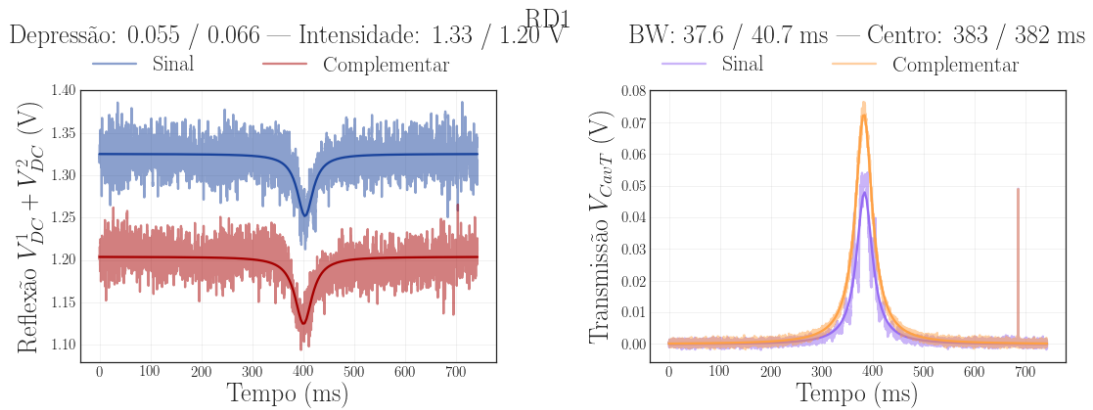 RD1
Depressão: 0.055 / 0.066 — Intensidade: 1.33 / 1.20 V
Sinal Complementar
Reflexão V_{DC}^1 + V_{DC}^2 (V)
1.40
1.35
1.30
1.25
1.20
1.15
1.10
0 100 200 300 400 500 600 700
Tempo (ms)
BW: 37.6 / 40.7 ms — Centro: 383 / 382 ms
Sinal Complementar
Transmissão V_{CavT} (V)
0.08
0.07
0.06
0.05
0.04
0.03
0.02
0.01
0.00
0 100 200 300 400 500 600 700
Tempo (ms)